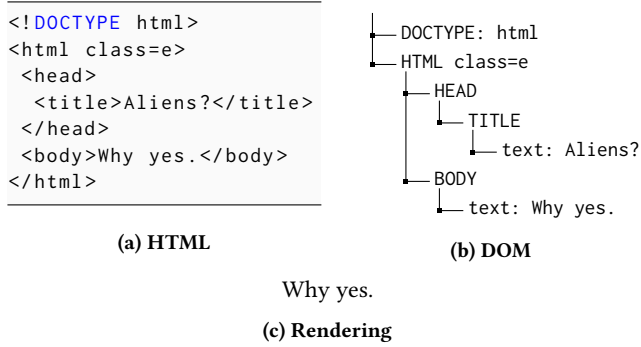 <!DOCTYPE html>
<html class=e>
<head>
<title>Aliens?</title>
</head>
<body>Why yes.</body>
</html>
(a) HTML
DOCTYPE: html
HTML class=e
HEAD
TITLE
text: Aliens?
BODY
text: Why yes.
(b) DOM
Why yes.
(c) Rendering